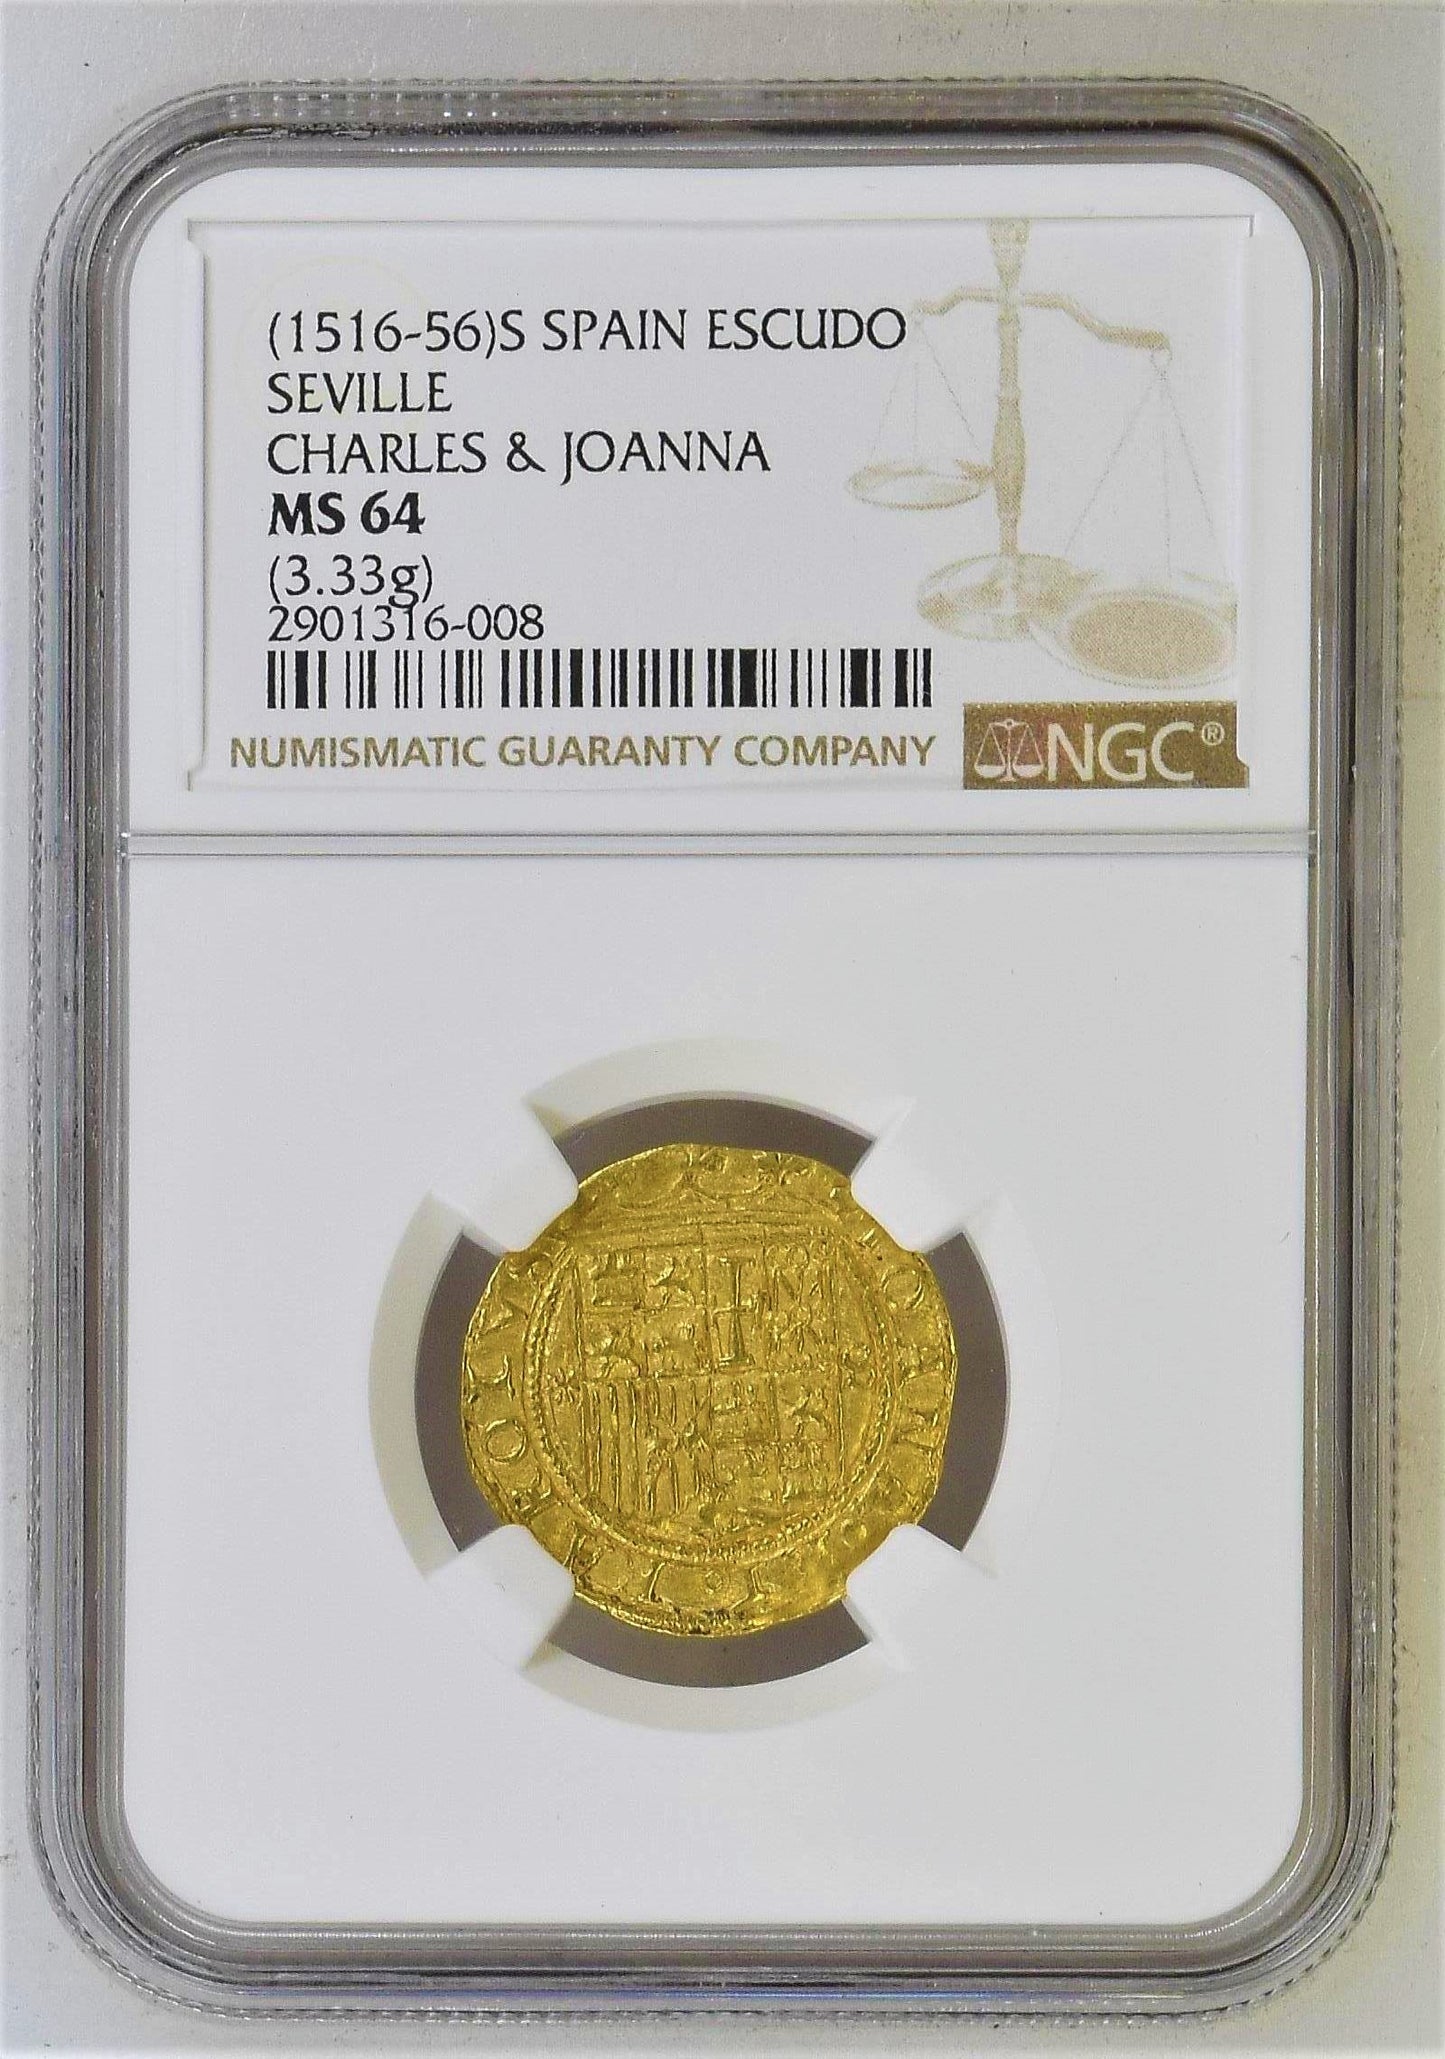 (1516-56)S SPAIN ESCUDO
SEVILLE
CHARLES & JOANNA
MS 64
(3.33g)
2901316-008
NUMISMATIC GUARANTY COMPANY
NGC®